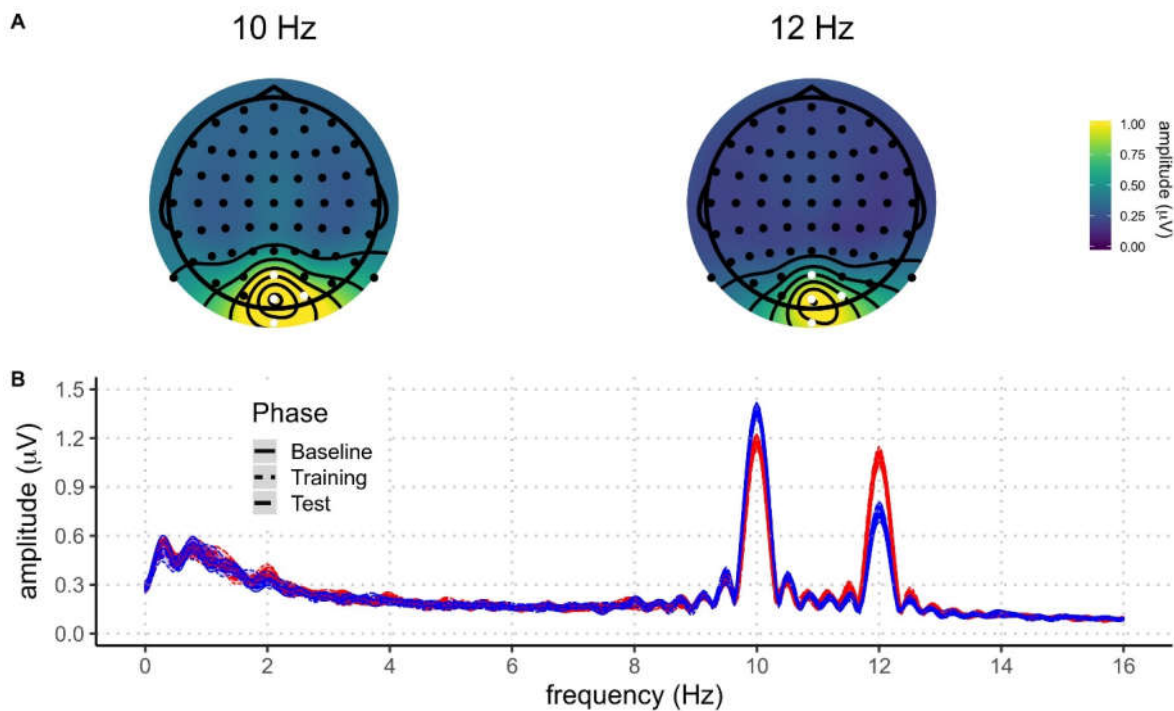 A
10 Hz
12 Hz
1.00
0.75
0.50
0.25
0.00
amplitude (μV)
B
1.5
1.2
0.9
0.6
0.3
0.0
amplitude (μV)
Phase
Baseline
Training
Test
0 2 4 6 8 10 12 14 16
frequency (Hz)